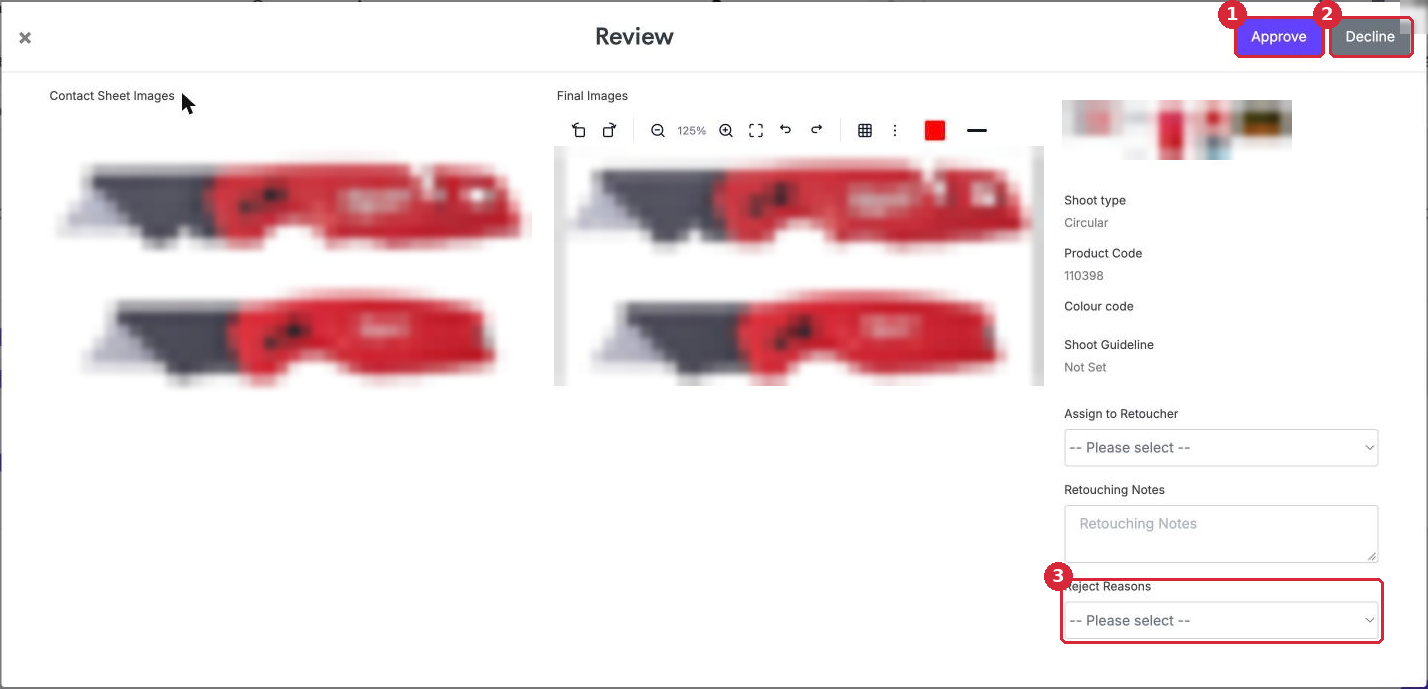 Review
1
Approve
2
Decline
Contact Sheet Images
Final Images
125%
Shoot type
Circular
Product Code
110398
Colour code
Shoot Guideline
Not Set
Assign to Retoucher
-- Please select --
Retouching Notes
Retouching Notes
3
Reject Reasons
-- Please select --